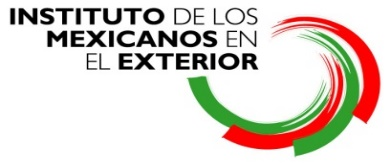 INSTITUTO DE LOS
MEXICANOS EN
EL EXTERIOR